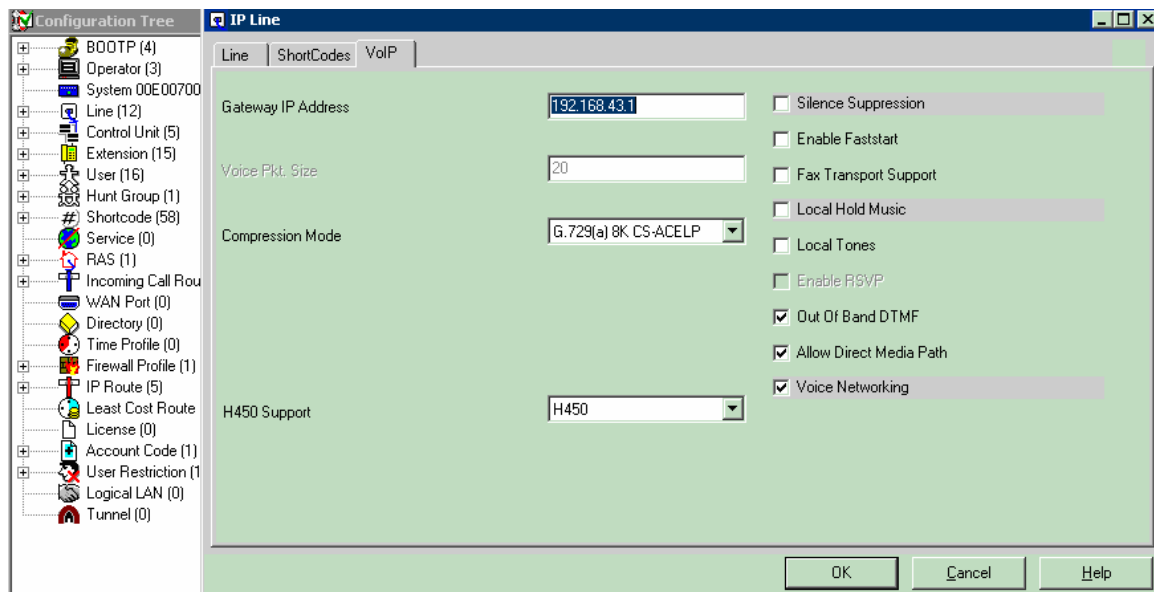 Configuration Tree
BOOTP (4)
Operator (3)
System 00E00700
Line (12)
Control Unit (5)
Extension (15)
User (16)
Hunt Group (1)
Shortcode (58)
Service (0)
RAS (1)
Incoming Call Rou
WAN Port (0)
Directory (0)
Time Profile (0)
Firewall Profile (1)
IP Route (5)
Least Cost Route
License (0)
Account Code (1)
User Restriction (1
Logical LAN (0)
Tunnel (0)
IP Line
Line ShortCodes VoIP
Gateway IP Address 192.168.43.1
Voice Pkt. Size 20
Compression Mode G.729(a) 8K CS-ACELP
H450 Support H450
Silence Suppression
Enable Faststart
Fax Transport Support
Local Hold Music
Local Tones
Enable RSVP
Out Of Band DTMF
Allow Direct Media Path
Voice Networking
OK Cancel Help